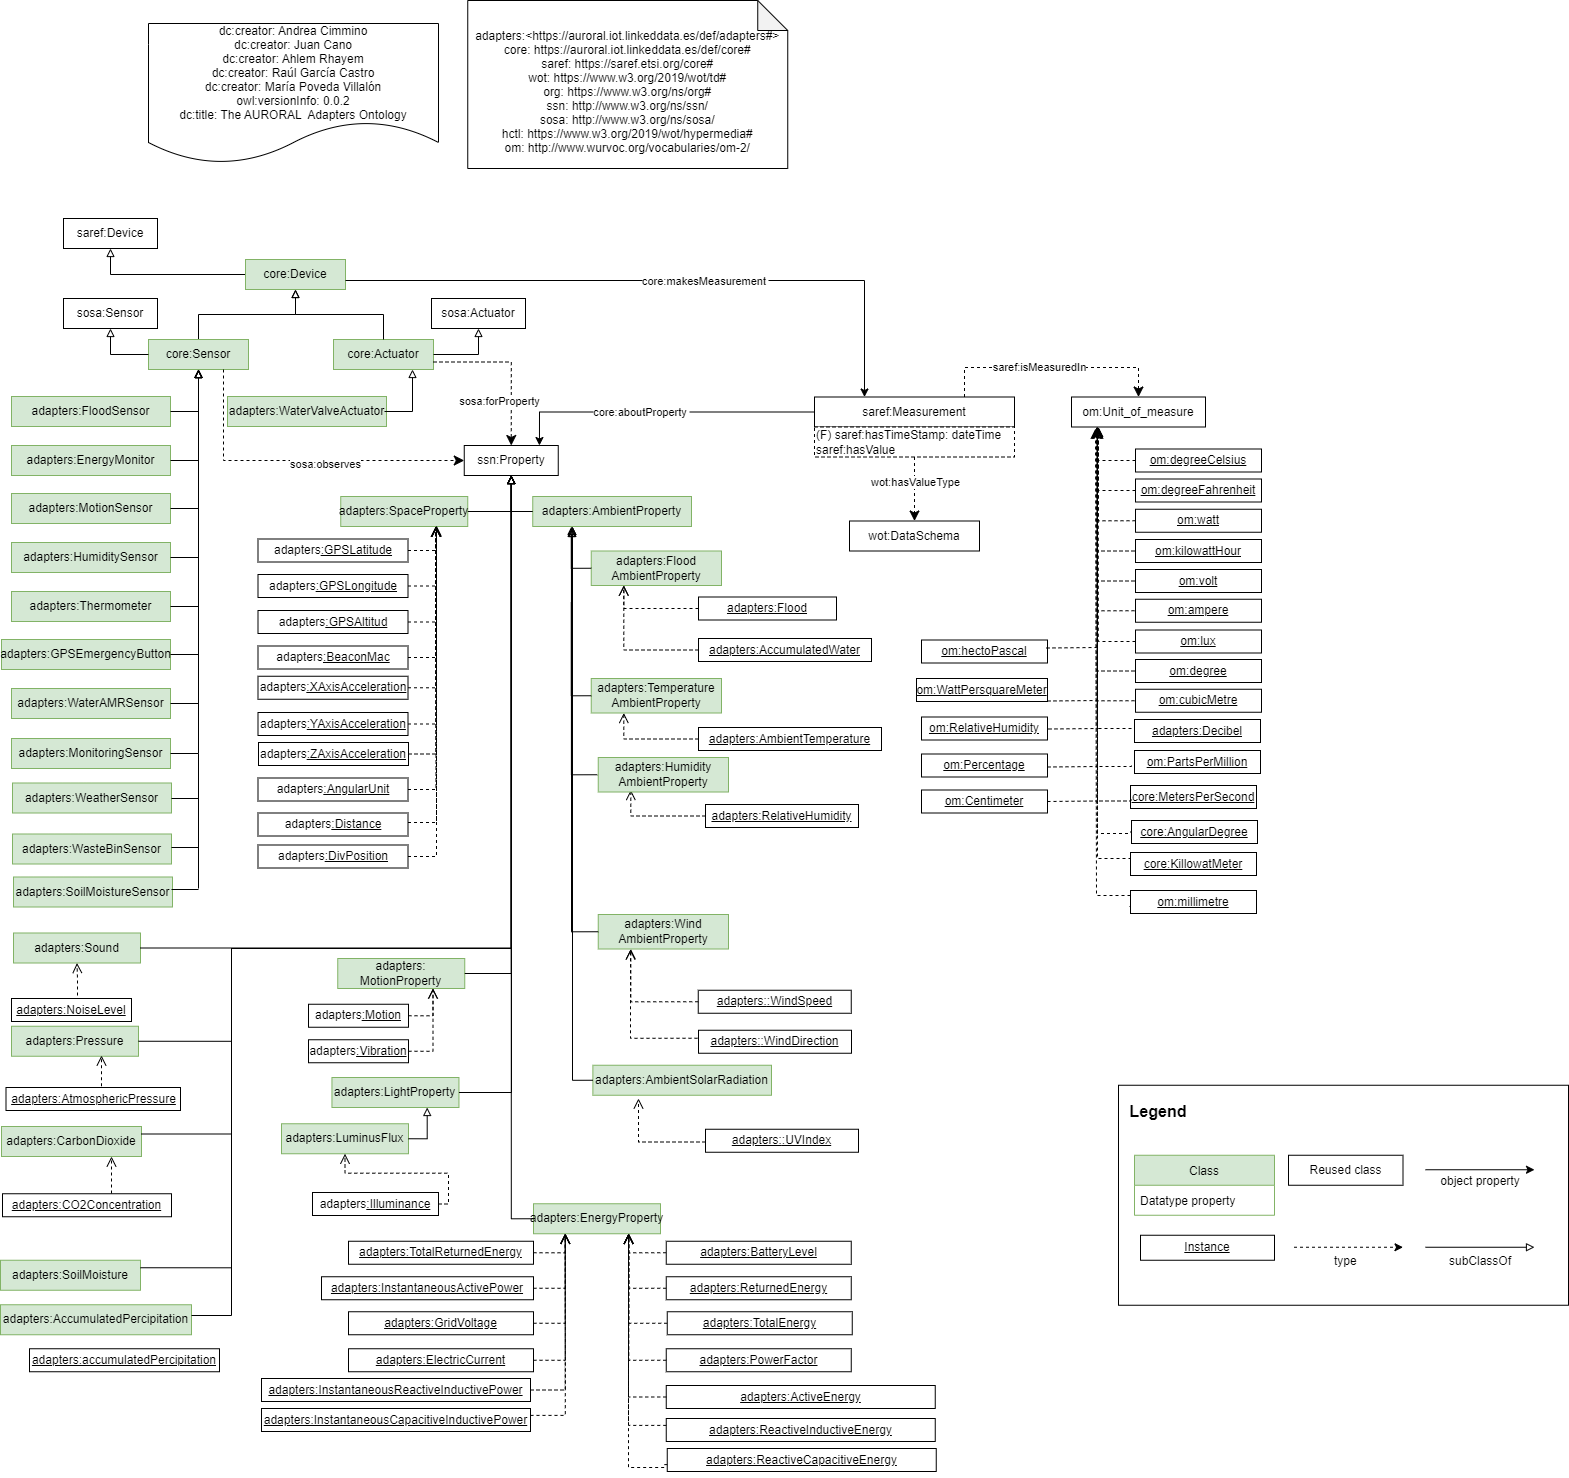 dc:creator: Andrea Cimmino
dc:creator: Juan Cano
dc:creator: Ahlem Rhayem
dc:creator: Raúl García Castro
dc:creator: María Poveda Villalón
owl:versionInfo: 0.0.2
dc:title: The AURORAL  Adapters Ontology
adapters:<https://auroral.iot.linkeddata.es/def/adapters#>
core: https://auroral.iot.linkeddata.es/def/core#
saref: https://saref.etsi.org/core#
wot: https://www.w3.org/2019/wot/td#
org: https://www.w3.org/ns/org#
ssn: http://www.w3.org/ns/ssn/
sosa: http://www.w3.org/ns/sosa/
hctl: https://www.w3.org/2019/wot/hypermedia#
om: http://www.wurvoc.org/vocabularies/om-2/
saref:Device
core:Device
core:makesMeasurement
sosa:Sensor
sosa:Actuator
core:Sensor
core:Actuator
saref:isMeasuredIn
sosa:forProperty
core:aboutProperty
adapters:FloodSensor
adapters:WaterValveActuator
saref:Measurement
(F) saref:hasTimeStamp: dateTime
saref:hasValue
om:Unit_of_measure
adapters:EnergyMonitor
sosa:observes
ssn:Property
wot:hasValueType
wot:DataSchema
adapters:MotionSensor
adapters:HumiditySensor
adapters:Thermometer
adapters:GPSEmergencyButton
adapters:WaterAMRSensor
adapters:MonitoringSensor
adapters:WeatherSensor
adapters:WasteBinSensor
adapters:SoilMoistureSensor
adapters:SpaceProperty
adapters:GPSLatitude
adapters:GPSLongitude
adapters:GPSAltitud
adapters:BeaconMac
adapters:XAxisAcceleration
adapters:YAxisAcceleration
adapters:ZAxisAcceleration
adapters:AngularUnit
adapters:Distance
adapters:DivPosition
adapters:AmbientProperty
adapters:Flood
AmbientProperty
adapters:Flood
adapters:AccumulatedWater
adapters:Temperature
AmbientProperty
adapters:AmbientTemperature
adapters:Humidity
AmbientProperty
adapters:RelativeHumidity
adapters:Wind
AmbientProperty
adapters::WindSpeed
adapters::WindDirection
adapters:AmbientSolarRadiation
adapters::UVIndex
om:degreeCelsius
om:degreeFahrenheit
om:watt
om:kilowattHour
om:volt
om:ampere
om:lux
om:degree
om:cubicMetre
adapters:Decibel
om:PartsPerMillion
core:MetersPerSecond
core:AngularDegree
core:KillowatMeter
om:millimetre
om:hectoPascal
om:WattPersquareMeter
om:RelativeHumidity
om:Percentage
om:Centimeter
adapters:Sound
adapters:NoiseLevel
adapters:Pressure
adapters:AtmosphericPressure
adapters:CarbonDioxide
adapters:CO2Concentration
adapters:SoilMoisture
adapters:AccumulatedPercipitation
adapters:accumulatedPercipitation
adapters:
MotionProperty
adapters:Motion
adapters:Vibration
adapters:LightProperty
adapters:LuminusFlux
adapters:Illuminance
adapters:EnergyProperty
adapters:TotalReturnedEnergy
adapters:InstantaneousActivePower
adapters:GridVoltage
adapters:ElectricCurrent
adapters:InstantaneousReactiveInductivePower
adapters:InstantaneousCapacitiveInductivePower
adapters:BatteryLevel
adapters:ReturnedEnergy
adapters:TotalEnergy
adapters:PowerFactor
adapters:ActiveEnergy
adapters:ReactiveInductiveEnergy
adapters:ReactiveCapacitiveEnergy
Legend
Class
Datatype property
Reused class
object property
Instance
type
subClassOf